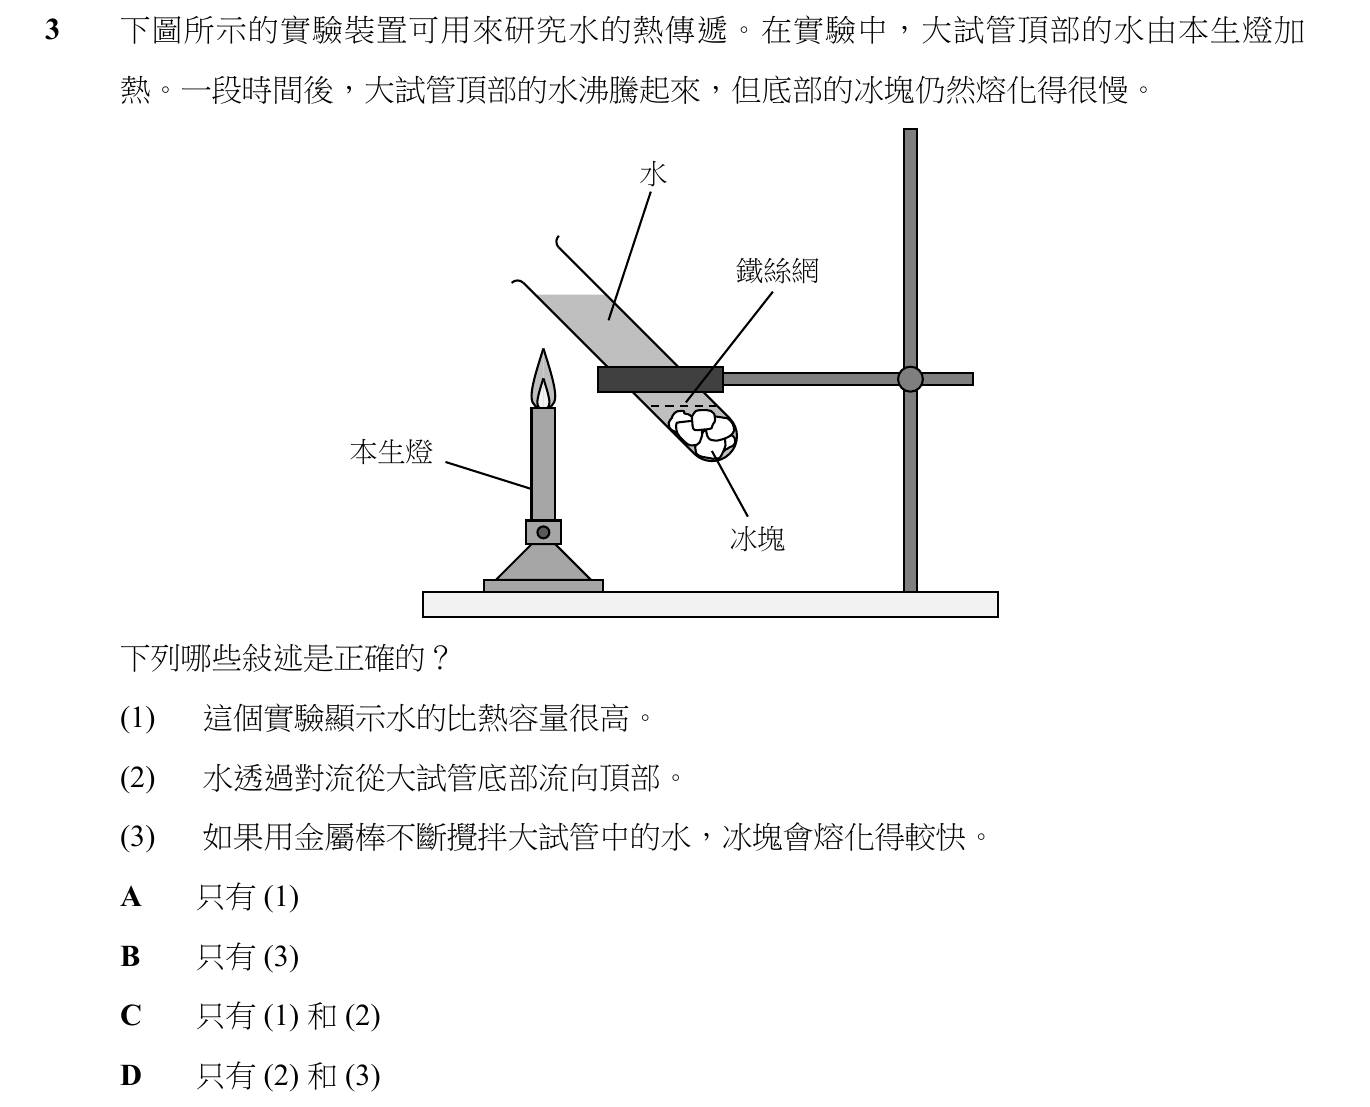 3 下圖所示的實驗裝置可用來研究水的熱傳遞。在實驗中，大試管頂部的水由本生燈加
熱。一段時間後，大試管頂部的水沸騰起來，但底部的冰塊仍然熔化得很慢。
水
鐵絲網
本生燈
冰塊
下列哪些敍述是正確的？
(1) 這個實驗顯示水的比熱容量很高。
(2) 水透過對流從大試管底部流向頂部。
(3) 如果用金屬棒不斷攪拌大試管中的水，冰塊會熔化得較快。
A 只有 (1)
B 只有 (3)
C 只有 (1) 和 (2)
D 只有 (2) 和 (3)